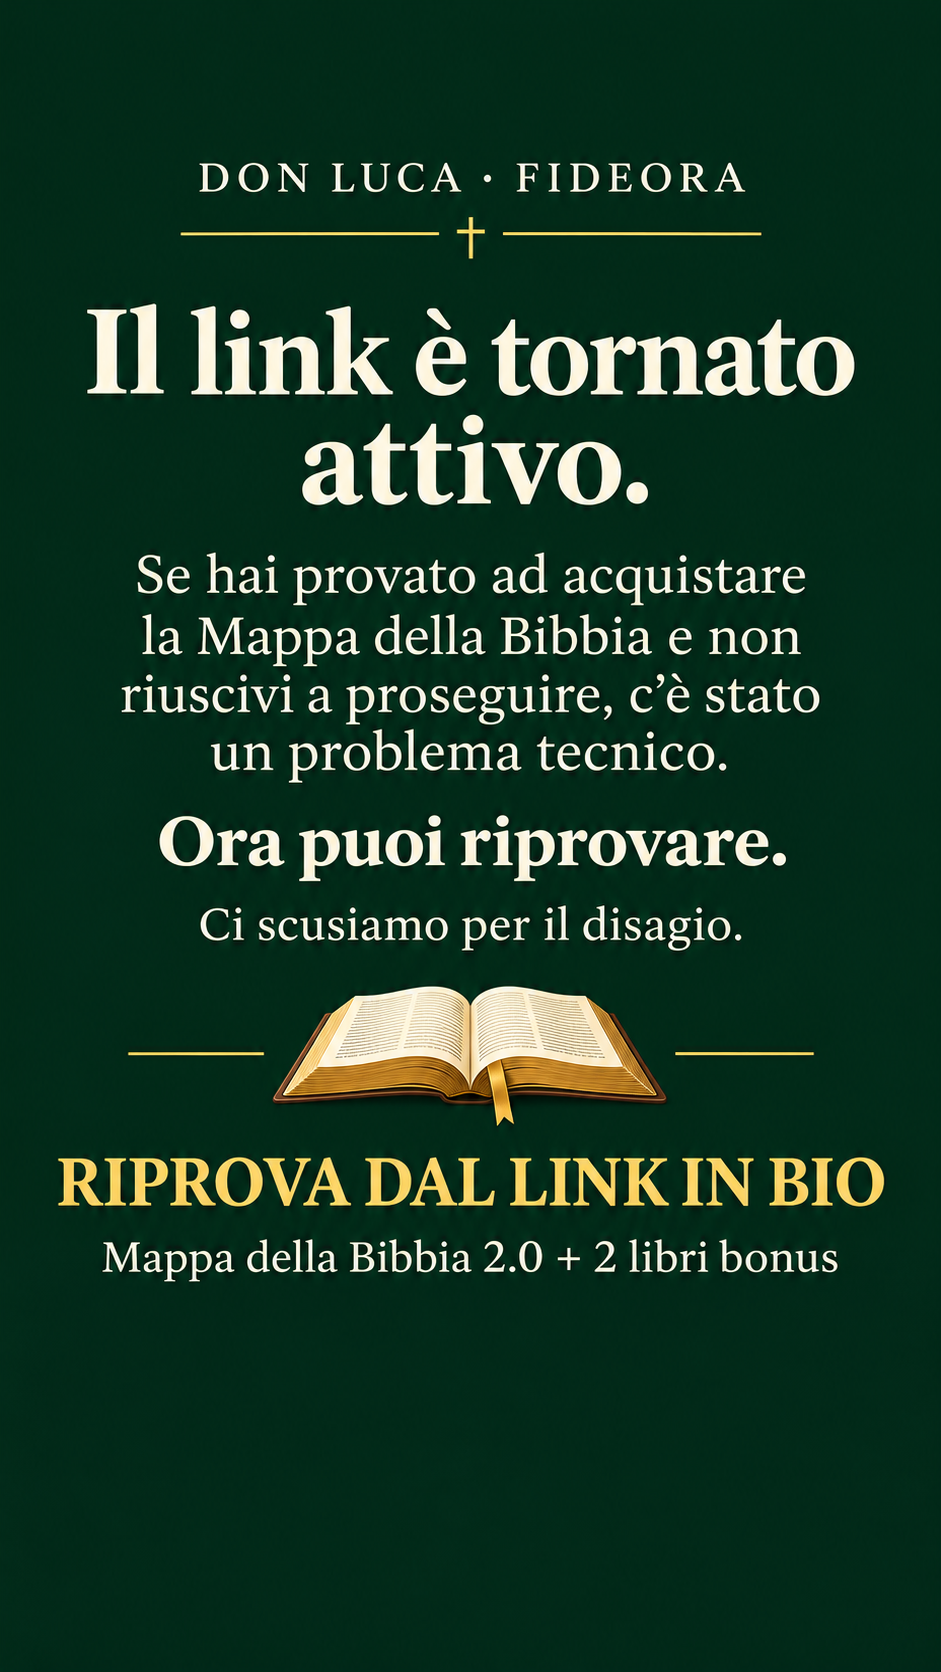 DON LUCA · FIDEORA
Il link è tornato
attivo.
Se hai provato ad acquistare
la Mappa della Bibbia e non
riuscivi a proseguire, c’è stato
un problema tecnico.
Ora puoi riprovare.
Ci scusiamo per il disagio.
RIPROVA DAL LINK IN BIO
Mappa della Bibbia 2.0 + 2 libri bonus